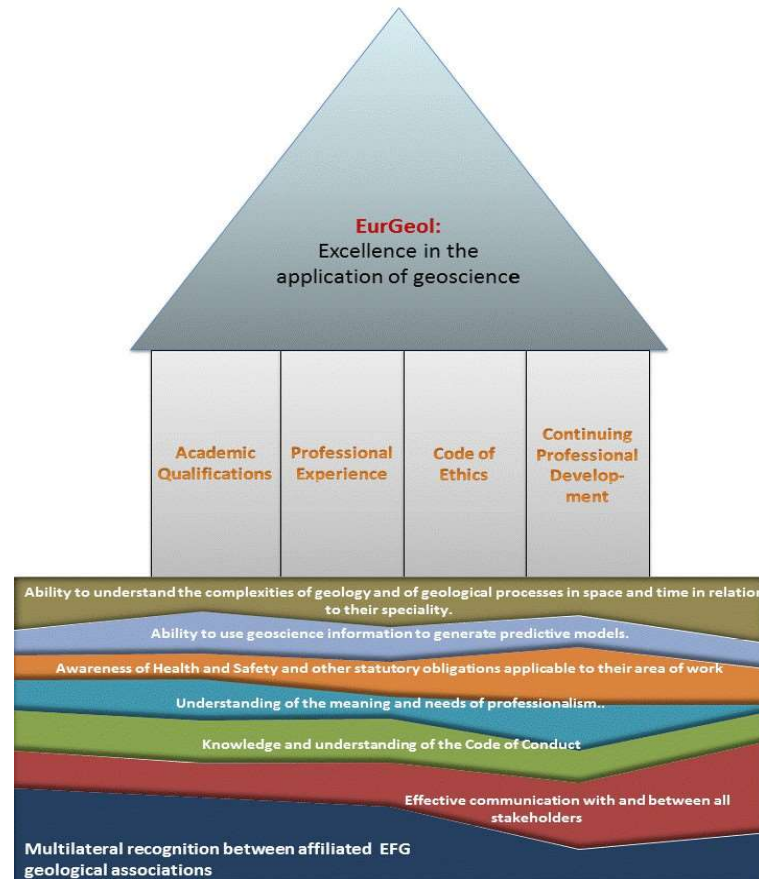 EurGeol:
Excellence in the
application of geoscience
Academic
Qualifications
Professional
Experience
Code of
Ethics
Continuing
Professional
Develop-
ment
Ability to understand the complexities of geology and of geological processes in space and time in relation
to their speciality.
Ability to use geoscience information to generate predictive models.
Awareness of Health and Safety and other statutory obligations applicable to their area of work
Understanding of the meaning and needs of professionalism..
Knowledge and understanding of the Code of Conduct
Effective communication with and between all
stakeholders
Multilateral recognition between affiliated EFG
geological associations